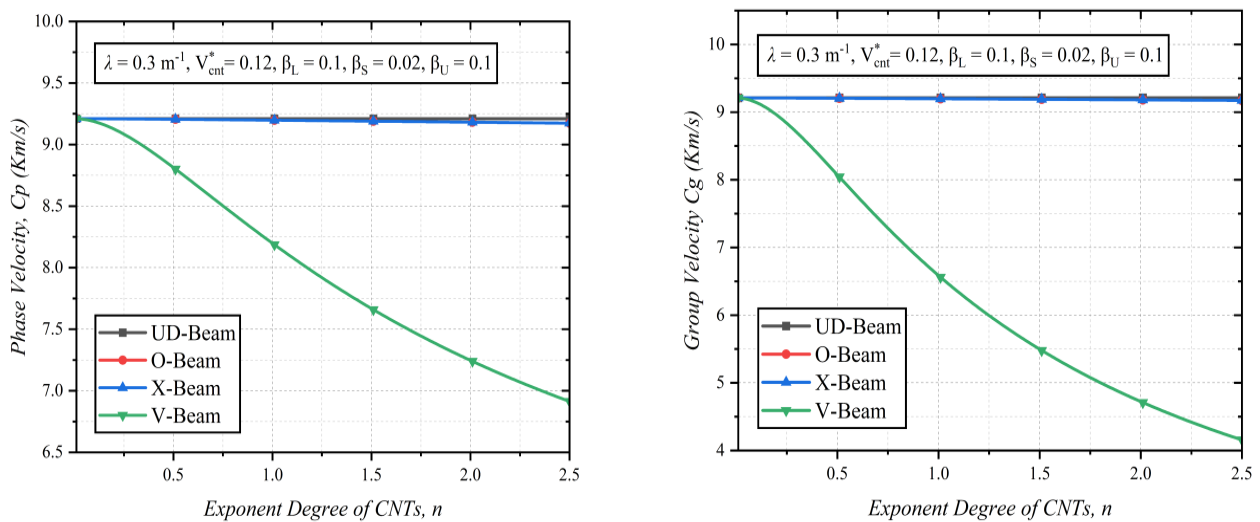 10.0
9.5
9.0
8.5
8.0
7.5
7.0
6.5
Phase Velocity, Cp (Km/s)
λ = 0.3 m⁻¹, V*cnt = 0.12, βL = 0.1, βS = 0.02, βU = 0.1
UD-Beam
O-Beam
X-Beam
V-Beam
0.5 1.0 1.5 2.0 2.5
Exponent Degree of CNTs, n
10
9
8
7
6
5
4
Group Velocity Cg (Km/s)
λ = 0.3 m⁻¹, V*cnt = 0.12, βL = 0.1, βS = 0.02, βU = 0.1
UD-Beam
O-Beam
X-Beam
V-Beam
0.5 1.0 1.5 2.0 2.5
Exponent Degree of CNTs, n